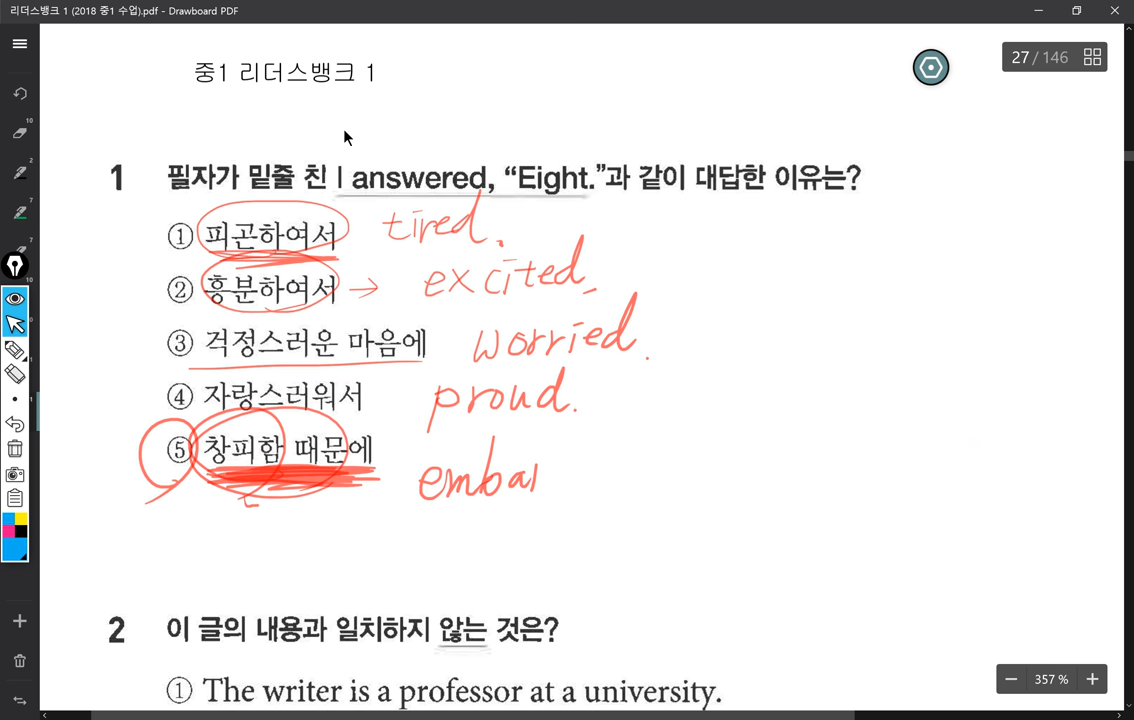 리더스뱅크 1 (2018 중1 수업).pdf - Drawboard PDF
27 / 146
중1 리더스뱅크 1
1 필자가 밑줄 친 I answered, “Eight.”과 같이 대답한 이유는?
① 피곤하여서 tired.
② 흥분하여서 → excited.
③ 걱정스러운 마음에 worried.
④ 자랑스러워서 proud.
⑤ 창피함 때문에 embar
2 이 글의 내용과 일치하지 않는 것은?
① The writer is a professor at a university.
357 %